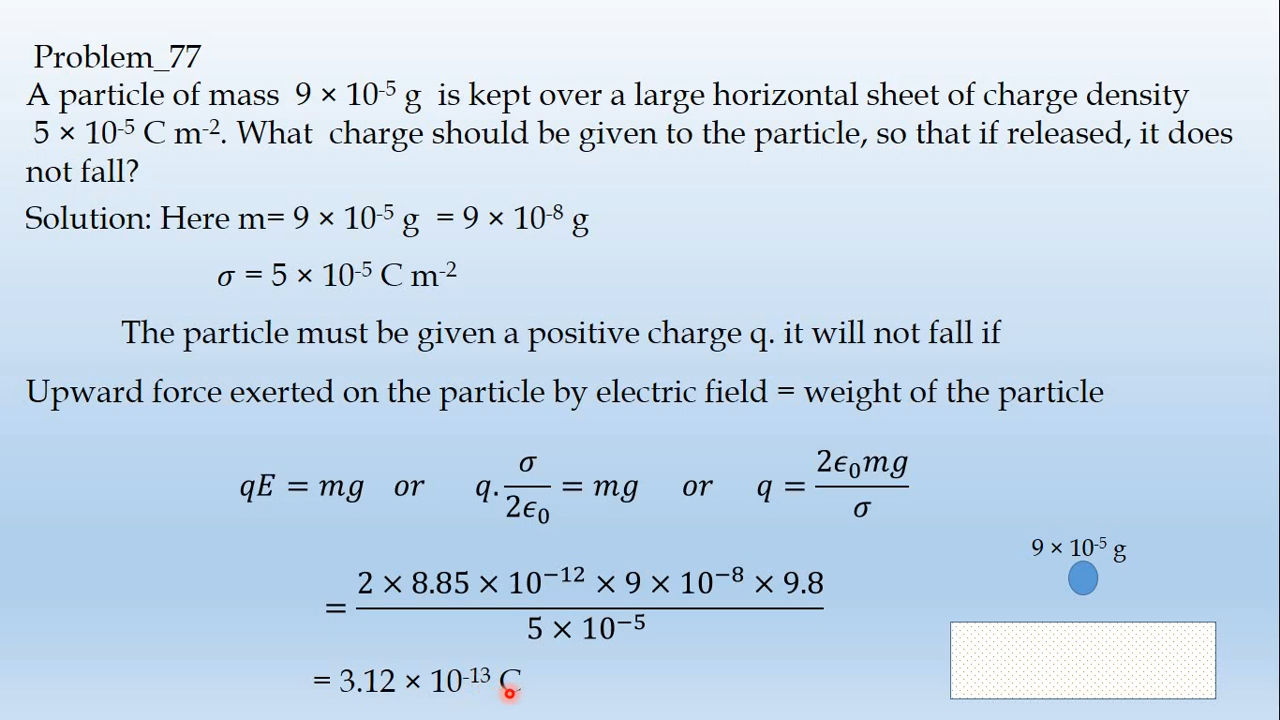 Problem_77
A particle of mass 9 × 10⁻⁵ g is kept over a large horizontal sheet of charge density
5 × 10⁻⁵ C m⁻². What charge should be given to the particle, so that if released, it does
not fall?
Solution: Here m= 9 × 10⁻⁵ g = 9 × 10⁻⁸ g
σ = 5 × 10⁻⁵ C m⁻²
The particle must be given a positive charge q. it will not fall if
Upward force exerted on the particle by electric field = weight of the particle
qE = mg or q. σ/2ϵ₀ = mg or q = 2ϵ₀mg/σ
9 × 10⁻⁵ g
= 2 × 8.85 × 10⁻¹² × 9 × 10⁻⁸ × 9.8 / 5 × 10⁻⁵
= 3.12 × 10⁻¹³ C